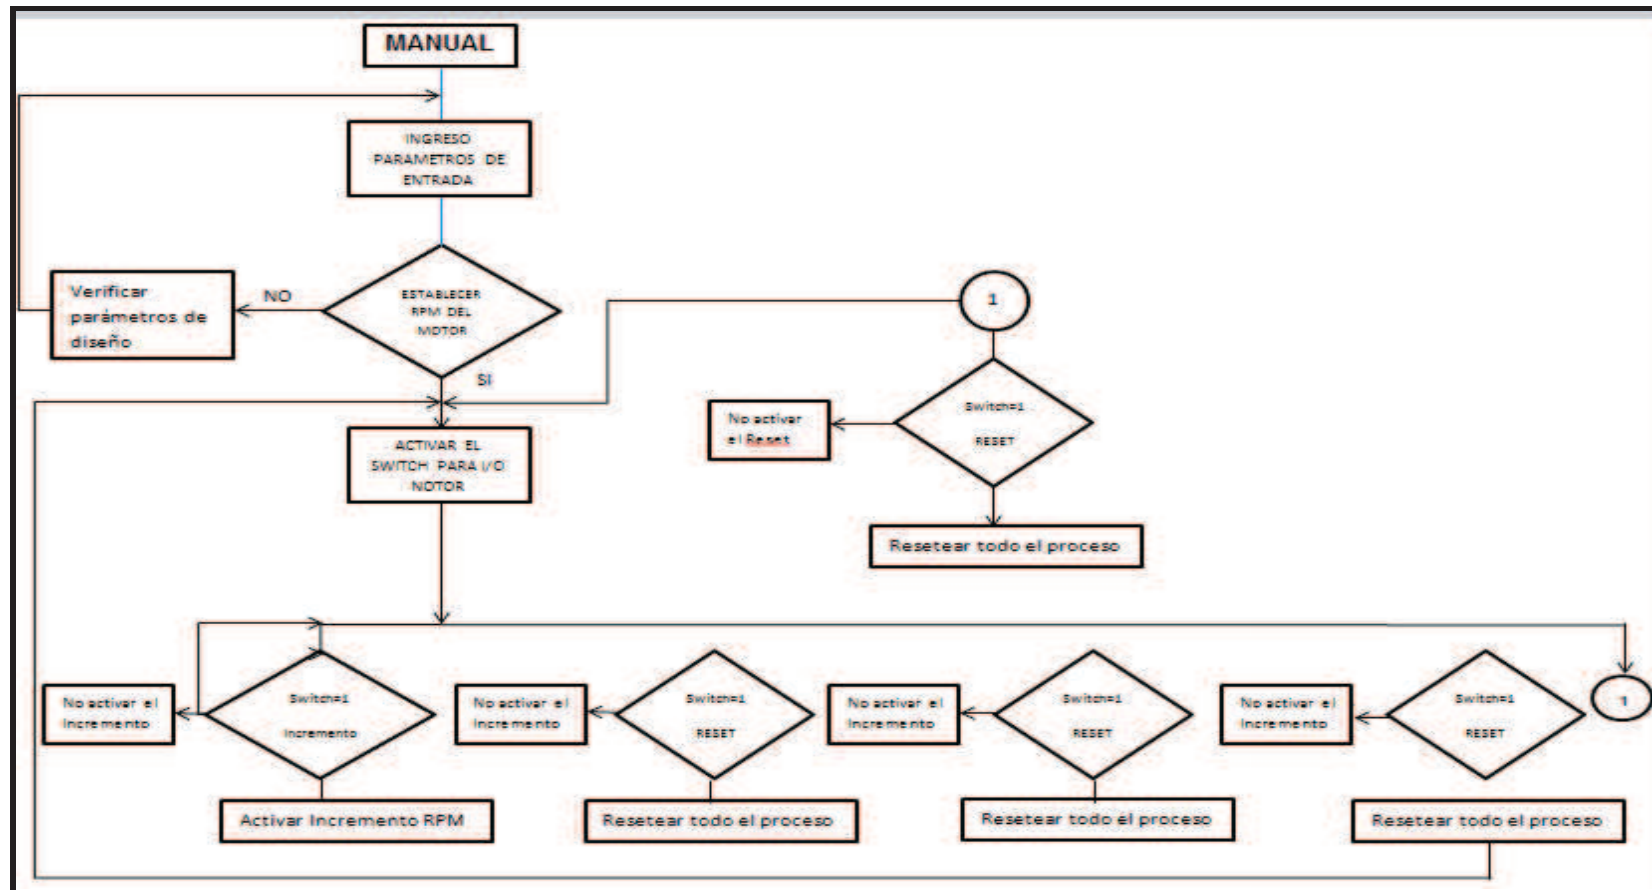 MANUAL
INGRESO
PARAMETROS DE
ENTRADA
Verificar
parámetros de
diseño
NO
ESTABLECER
RPM DEL
MOTOR
SI
1
Switch=1
RESET
No activar
el Reset
Resetear todo el proceso
ACTIVAR EL
SWITCH PARA I/O
NOTOR
No activar el
Incremento
Switch=1
Incremento
Activar Incremento RPM
No activar el
Incremento
Switch=1
RESET
Resetear todo el proceso
No activar el
Incremento
Switch=1
RESET
Resetear todo el proceso
No activar el
Incremento
Switch=1
RESET
Resetear todo el proceso
1